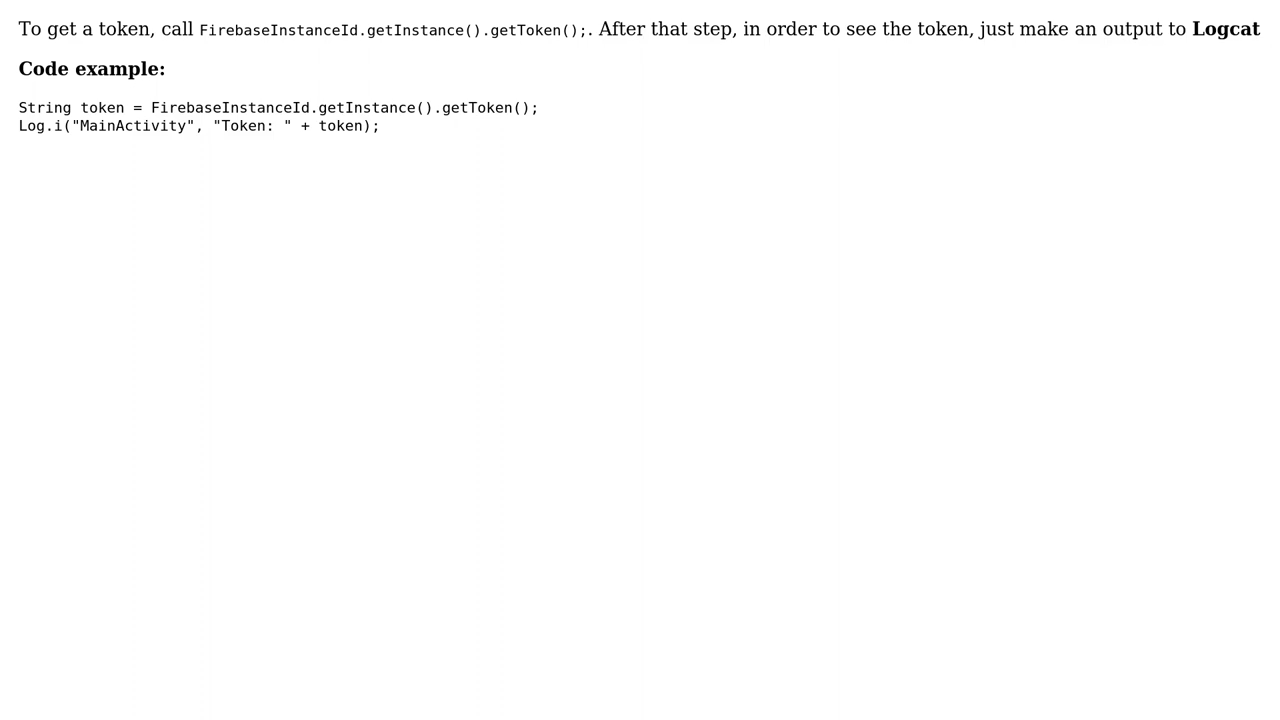 To get a token, call FirebaseInstanceId.getInstance().getToken();. After that step, in order to see the token, just make an output to Logcat
Code example:
String token = FirebaseInstanceId.getInstance().getToken();
Log.i("MainActivity", "Token: " + token);